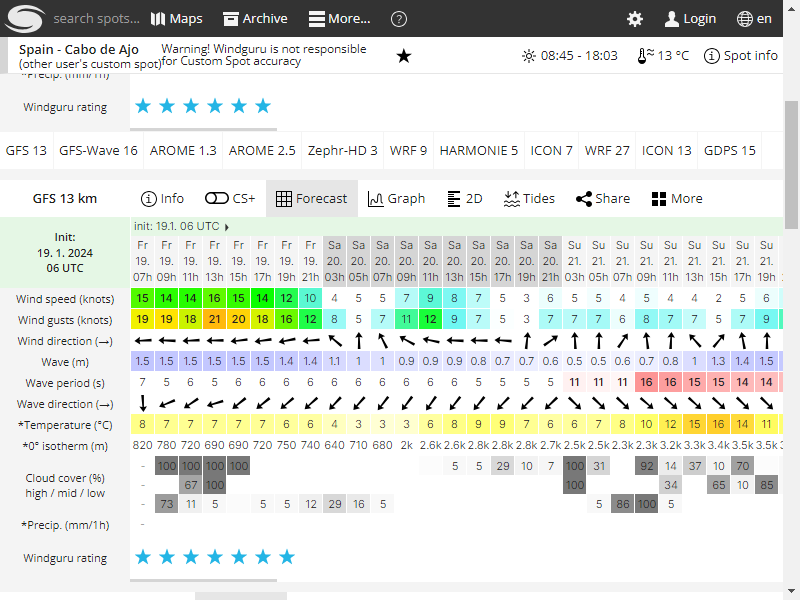 search spots... Maps Archive More... ? Login en
Spain - Cabo de Ajo
(other user's custom spot)
Warning! Windguru is not responsible
for Custom Spot accuracy
08:45 - 18:03 13 °C Spot info
*Precip. (mm/1h)
Windguru rating
GFS 13 GFS-Wave 16 AROME 1.3 AROME 2.5 Zephr-HD 3 WRF 9 HARMONIE 5 ICON 7 WRF 27 ICON 13 GDPS 15
GFS 13 km Info CS+ Forecast Graph 2D Tides Share More
Init:
19. 1. 2024
06 UTC
init: 19.1. 06 UTC
Fr Fr Fr Fr Fr Fr Fr Fr Sa Sa Sa Sa Sa Sa Sa Sa Sa Sa Su Su Su Su Su Su Su Su Su
19. 19. 19. 19. 19. 19. 19. 19. 20. 20. 20. 20. 20. 20. 20. 20. 20. 20. 21. 21. 21. 21. 21. 21. 21. 21. 21.
07h 09h 11h 13h 15h 17h 19h 21h 03h 05h 07h 09h 11h 13h 15h 17h 19h 21h 03h 05h 07h 09h 11h 13h 15h 17h 19h
Wind speed (knots) 15 14 14 16 15 14 12 10 4 5 5 7 9 8 7 5 3 6 5 5 4 5 4 4 2 5 6
Wind gusts (knots) 19 19 18 21 20 18 16 12 8 5 7 11 12 9 7 5 3 7 7 7 6 8 7 7 5 7 9
Wind direction (→)
Wave (m) 1.5 1.5 1.5 1.5 1.5 1.5 1.4 1.4 1.1 1 1 0.9 0.9 0.9 0.8 0.7 0.7 0.6 0.5 0.5 0.6 0.7 0.8 1 1.3 1.4 1.5
Wave period (s) 7 5 6 5 6 6 6 6 6 6 6 6 6 6 5 5 5 5 11 11 11 16 16 15 15 14 14
Wave direction (→)
*Temperature (°C) 8 7 7 7 7 7 7 6 4 3 3 3 6 8 9 9 7 6 6 7 8 10 12 15 16 14 11
*0° isotherm (m) 820 780 720 690 690 720 750 740 640 710 680 2k 2.6k 2.8k 2.8k 2.8k 2.8k 2.7k 2.5k 2.5k 2.3k 2.3k 3.2k 3.3k 3.4k 3.5k 3.5k
Cloud cover (%)
high / mid / low
- 100 100 100 100 5 5 29 10 7 100 31 92 14 37 10 70
- 67 100 100 34 65 10 85
- 73 11 5 5 5 12 29 16 5 5 86 100 5
*Precip. (mm/1h) -
Windguru rating